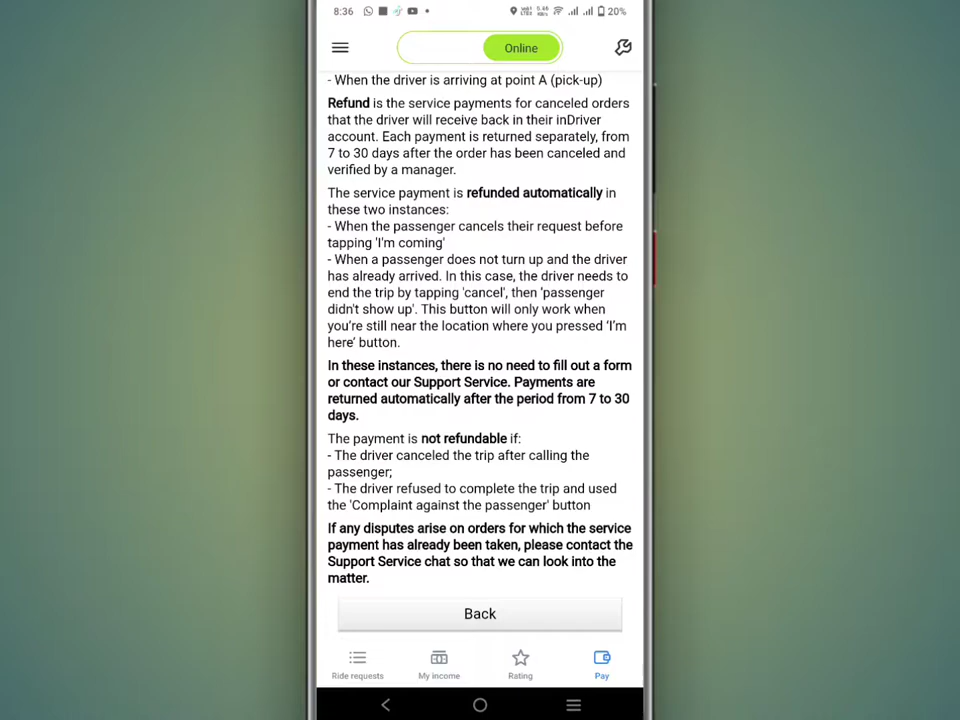 8:36
20%
Online
- When the driver is arriving at point A (pick-up)
Refund is the service payments for canceled orders
that the driver will receive back in their inDriver
account. Each payment is returned separately, from
7 to 30 days after the order has been canceled and
verified by a manager.
The service payment is refunded automatically in
these two instances:
- When the passenger cancels their request before
tapping 'I'm coming'
- When a passenger does not turn up and the driver
has already arrived. In this case, the driver needs to
end the trip by tapping 'cancel', then 'passenger
didn't show up'. This button will only work when
you're still near the location where you pressed ‘I'm
here’ button.
In these instances, there is no need to fill out a form
or contact our Support Service. Payments are
returned automatically after the period from 7 to 30
days.
The payment is not refundable if:
- The driver canceled the trip after calling the
passenger;
- The driver refused to complete the trip and used
the 'Complaint against the passenger' button
If any disputes arise on orders for which the service
payment has already been taken, please contact the
Support Service chat so that we can look into the
matter.
Back
Ride requests My income Rating Pay